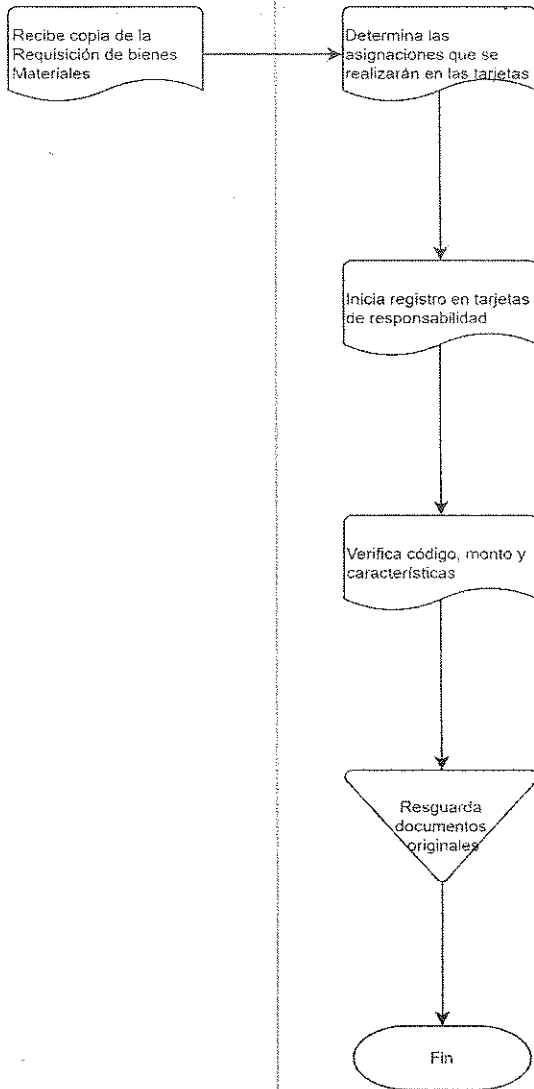 Recibe copia de la
Requisición de bienes
Materiales
Determina las
asignaciones que se
realizarán en las tarjetas
Inicia registro en tarjetas
de responsabilidad
Verifica código, monto y
características
Resguarda
documentos
originales
Fin